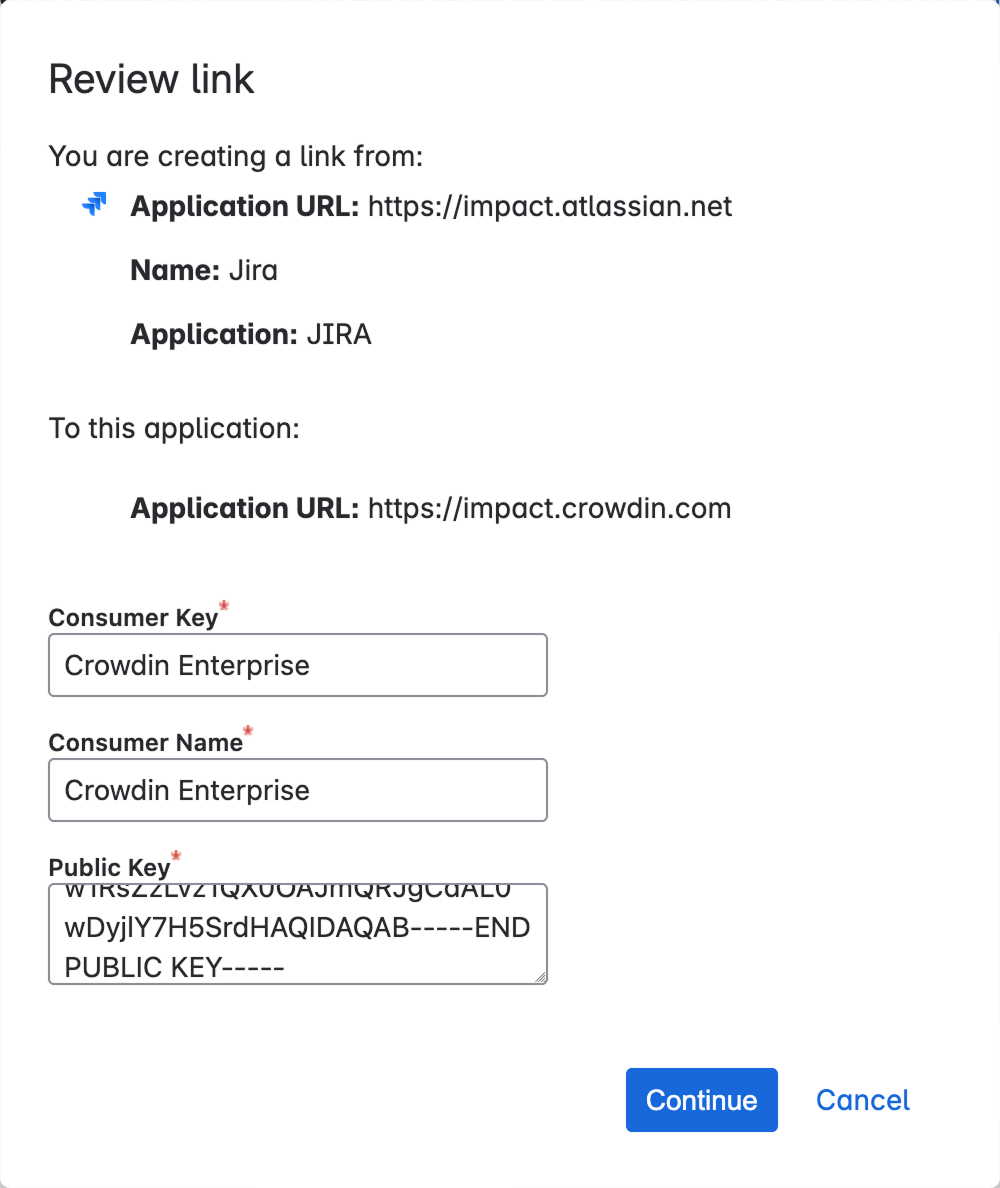 Review link
You are creating a link from:
Application URL: https://impact.atlassian.net
Name: Jira
Application: JIRA
To this application:
Application URL: https://impact.crowdin.com
Consumer Key*
Crowdin Enterprise
Consumer Name*
Crowdin Enterprise
Public Key*
wDyjlY7H5SrdHAQIDAQAB-----END
PUBLIC KEY-----
Continue Cancel